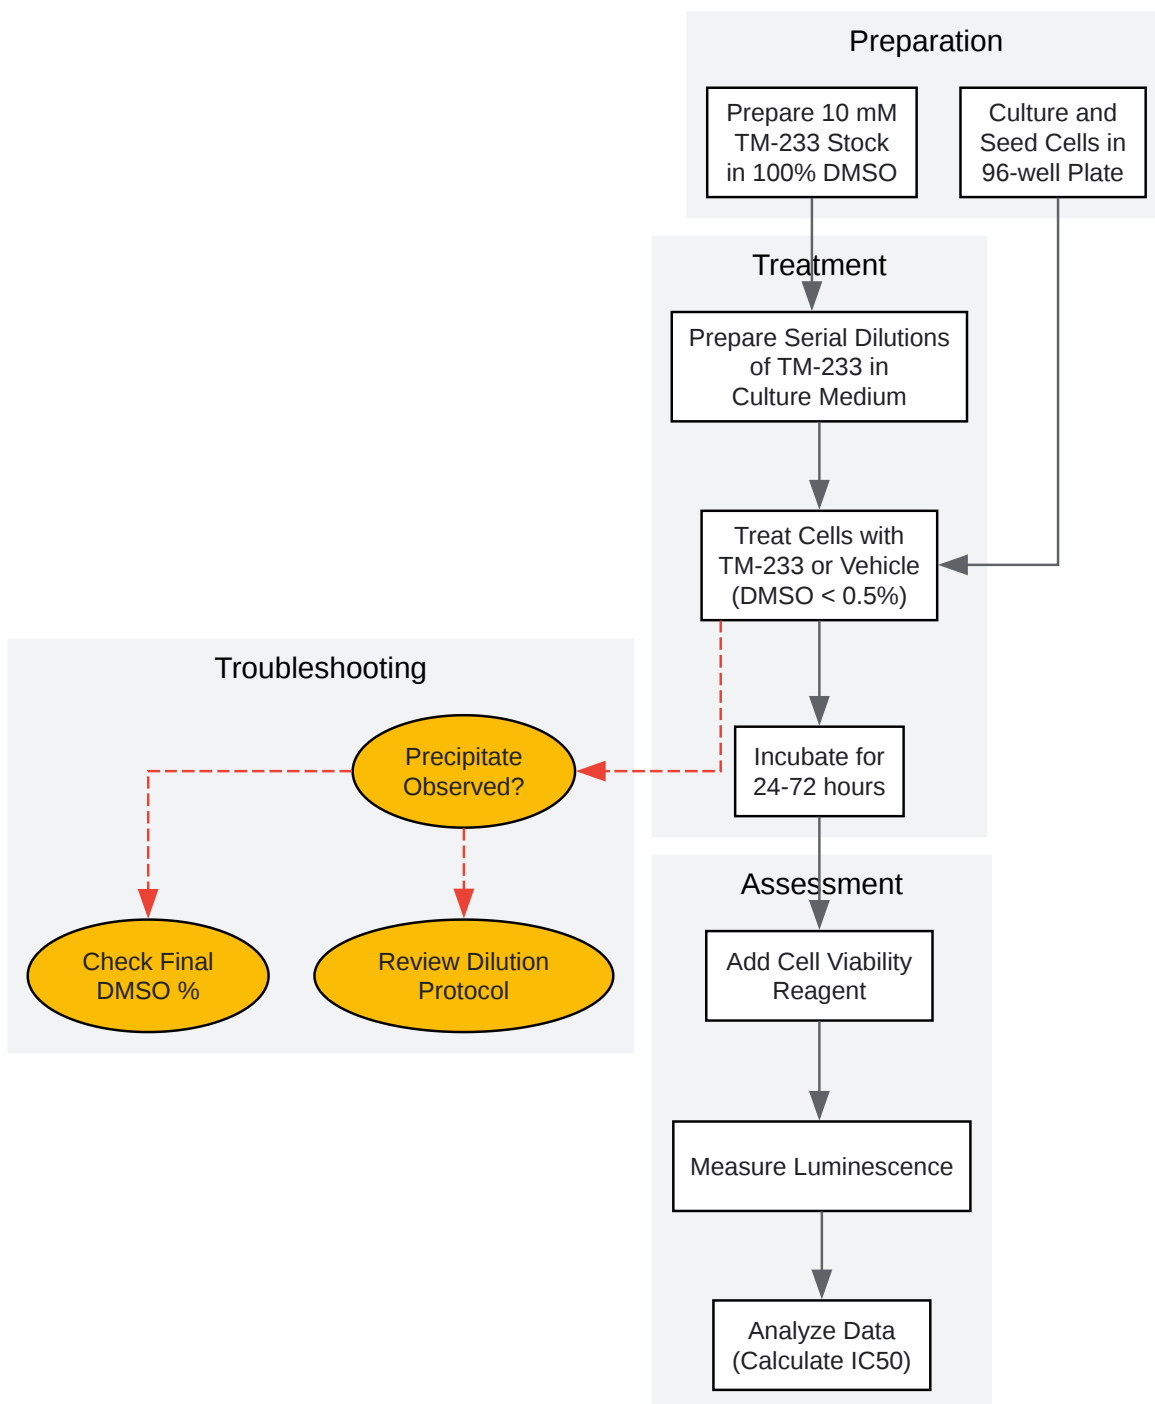 Preparation
Prepare 10 mM
TM-233 Stock
in 100% DMSO
Culture and
Seed Cells in
96-well Plate
Treatment
Prepare Serial Dilutions
of TM-233 in
Culture Medium
Treat Cells with
TM-233 or Vehicle
(DMSO < 0.5%)
Incubate for
24-72 hours
Troubleshooting
Precipitate
Observed?
Check Final
DMSO %
Review Dilution
Protocol
Assessment
Add Cell Viability
Reagent
Measure Luminescence
Analyze Data
(Calculate IC50)